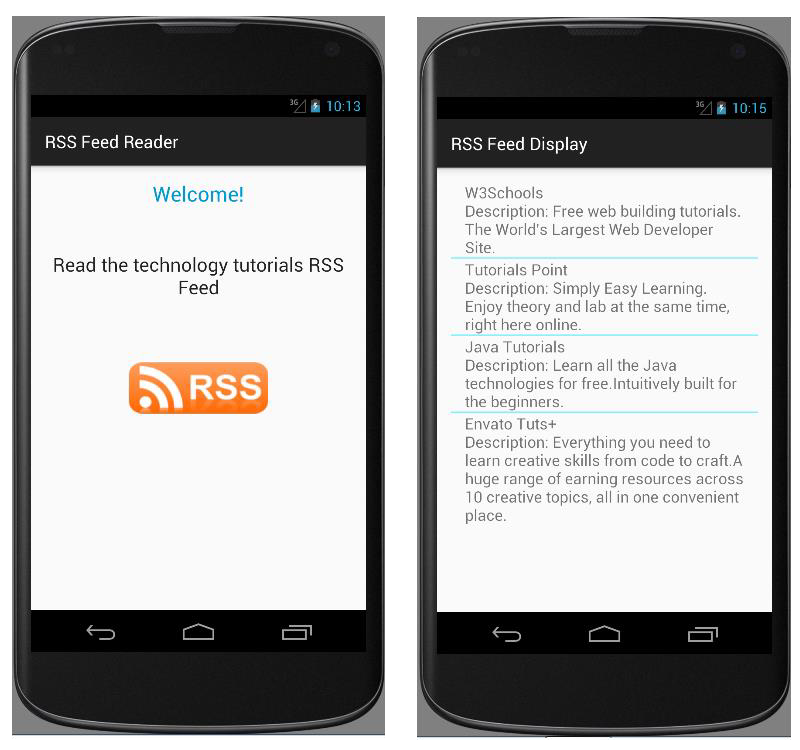 3G 10:13
RSS Feed Reader
Welcome!
Read the technology tutorials RSS
Feed
RSS
3G 10:15
RSS Feed Display
W3Schools
Description: Free web building tutorials.
The World's Largest Web Developer
Site.
Tutorials Point
Description: Simply Easy Learning.
Enjoy theory and lab at the same time,
right here online.
Java Tutorials
Description: Learn all the Java
technologies for free.Intuitively built for
the beginners.
Envato Tuts+
Description: Everything you need to
learn creative skills from code to craft.A
huge range of earning resources across
10 creative topics, all in one convenient
place.